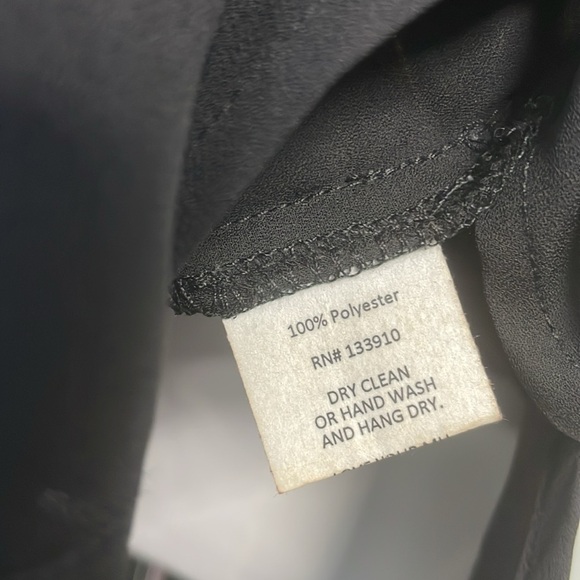 100% Polyester
RN# 133910
DRY CLEAN
OR HAND WASH
AND HANG DRY.